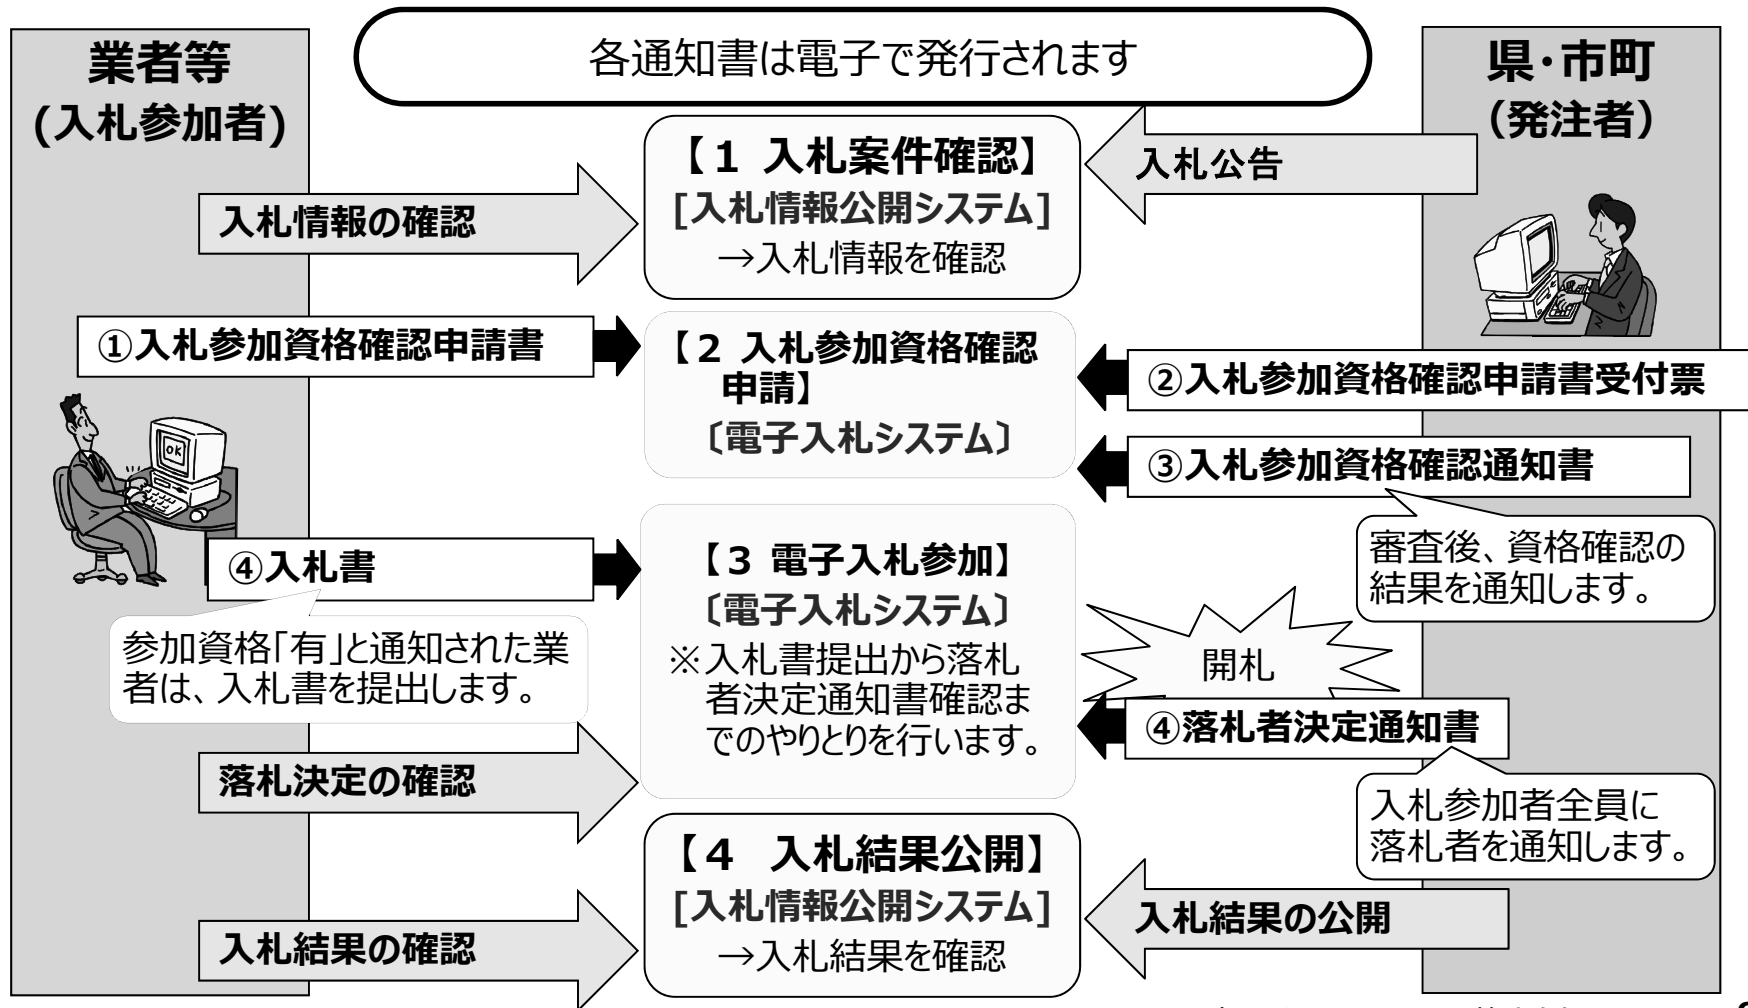 各通知書は電子で発行されます
業者等
(入札参加者)
県・市町
（発注者）
【１ 入札案件確認】
[入札情報公開システム]
→入札情報を確認
入札公告
入札情報の確認
①入札参加資格確認申請書
【２ 入札参加資格確認
申請】
〔電子入札システム〕
②入札参加資格確認申請書受付票
③入札参加資格確認通知書
審査後、資格確認の
結果を通知します。
④入札書
参加資格「有」と通知された業
者は、入札書を提出します。
【３ 電子入札参加】
〔電子入札システム〕
※入札書提出から落札
者決定通知書確認ま
でのやりとりを行います。
開札
④落札者決定通知書
入札参加者全員に
落札者を通知します。
落札決定の確認
【４　入札結果公開】
[入札情報公開システム]
→入札結果を確認
入札結果の公開
入札結果の確認
OK